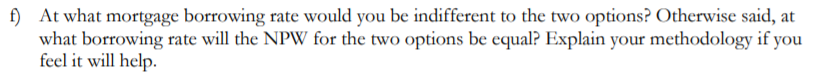 f) At what mortgage borrowing rate would you be indifferent to the two options? Otherwise said, at
what borrowing rate will the NPW for the two options be equal? Explain your methodology if you
feel it will help.